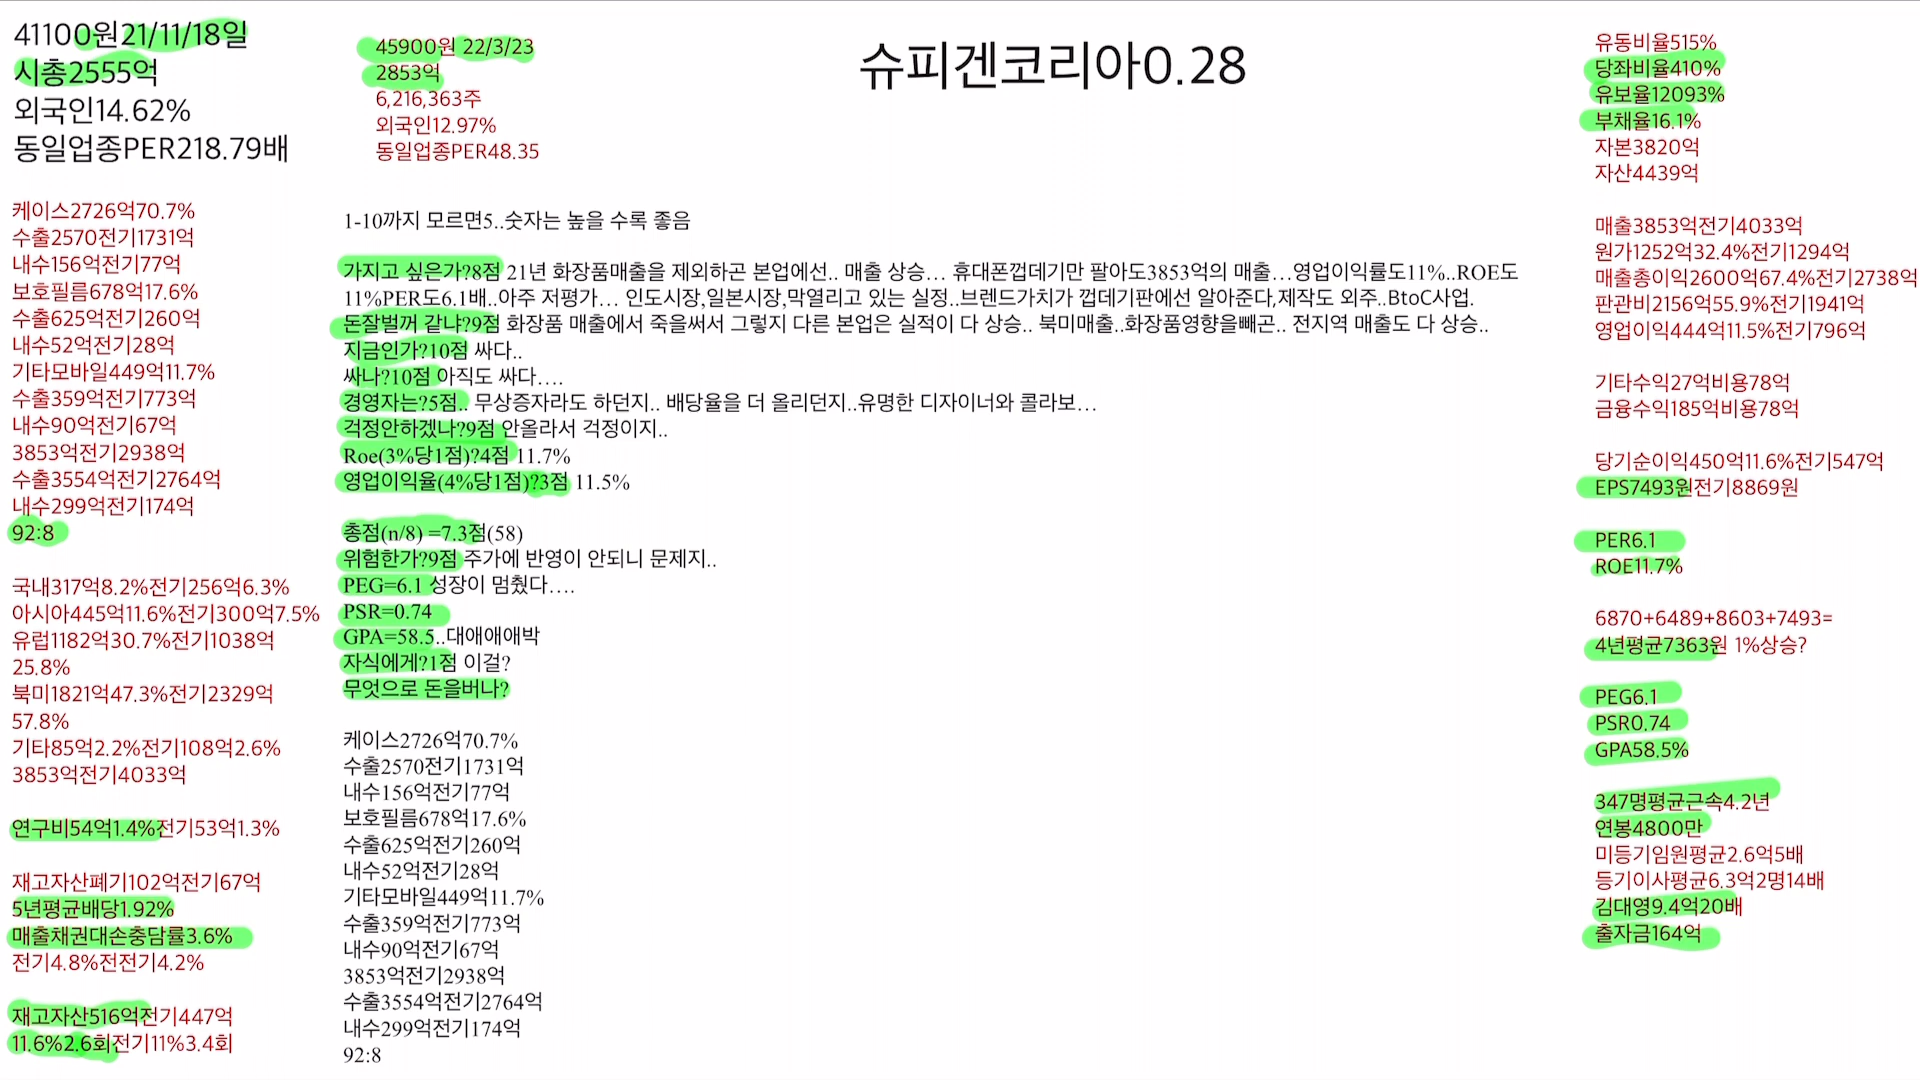 41100원21/11/18일
시총2555억
외국인14.62%
동일업종PER218.79배
45900원 22/3/23
2853억
6,216,363주
외국인12.97%
동일업종PER48.35
슈피겐코리아0.28
케이스2726억70.7%
수출2570전기1731억
내수156억전기77억
보호필름678억17.6%
수출625억전기260억
내수52억전기28억
기타모바일449억11.7%
수출359억전기773억
내수90억전기67억
3853억전기2938억
수출3554억전기2764억
내수299억전기174억
92:8
국내317억8.2%전기256억6.3%
아시아445억11.6%전기300억7.5%
유럽1182억30.7%전기1038억
25.8%
북미1821억47.3%전기2329억
57.8%
기타85억2.2%전기108억2.6%
3853억전기4033억
연구비54억1.4%전기53억1.3%
재고자산폐기102억전기67억
5년평균배당1.92%
매출채권대손충담률3.6%
전기4.8%전전기4.2%
재고자산516억전기447억
11.6%2.6회전기11%3.4회
1-10까지 모르면5..숫자는 높을 수록 좋음
가지고 싶은가?8점 21년 화장품매출을 제외하곤 본업에선.. 매출 상승… 휴대폰껍데기만 팔아도3853억의 매출…영업이익률도11%..ROE도
11%PER도6.1배..아주 저평가… 인도시장,일본시장,막열리고 있는 실정..브렌드가치가 껍데기판에선 알아준다,제작도 외주..BtoC사업.
돈잘벌꺼 같냐?9점 화장품 매출에서 죽을써서 그렇지 다른 본업은 실적이 다 상승.. 북미매출..화장품영향을빼곤.. 전지역 매출도 다 상승..
지금인가?10점 싸다..
싸나?10점 아직도 싸다….
경영자는?5점.. 무상증자라도 하던지.. 배당율을 더 올리던지..유명한 디자이너와 콜라보…
걱정안하겠나?9점 안올라서 걱정이지..
Roe(3%당1점)?4점 11.7%
영업이익율(4%당1점)?3점 11.5%
총점(n/8) =7.3점(58)
위험한가?9점 주가에 반영이 안되니 문제지..
PEG=6.1 성장이 멈췄다….
PSR=0.74
GPA=58.5..대애애애박
자식에게?1점 이걸?
무엇으로 돈을버나?
케이스2726억70.7%
수출2570전기1731억
내수156억전기77억
보호필름678억17.6%
수출625억전기260억
내수52억전기28억
기타모바일449억11.7%
수출359억전기773억
내수90억전기67억
3853억전기2938억
수출3554억전기2764억
내수299억전기174억
92:8
유동비율515%
당좌비율410%
유보율12093%
부채율16.1%
자본3820억
자산4439억
매출3853억전기4033억
원가1252억32.4%전기1294억
매출총이익2600억67.4%전기2738억
판관비2156억55.9%전기1941억
영업이익444억11.5%전기796억
기타수익27억비용78억
금융수익185억비용78억
당기순이익450억11.6%전기547억
EPS7493원전기8869원
PER6.1
ROE11.7%
6870+6489+8603+7493=
4년평균7363원 1%상승?
PEG6.1
PSR0.74
GPA58.5%
347명평균근속4.2년
연봉4800만
미등기임원평균2.6억5배
등기이사평균6.3억2명14배
김대영9.4억20배
출자금164억